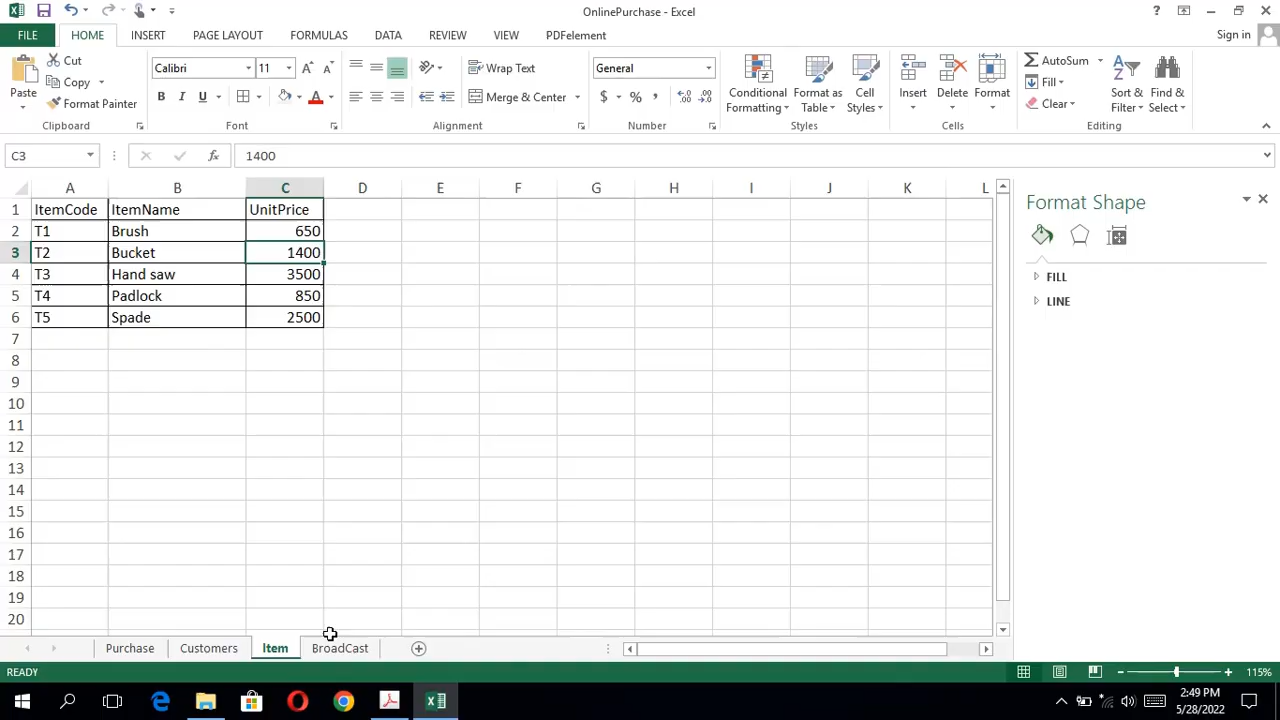 OnlinePurchase - Excel
?
FILE HOME INSERT PAGE LAYOUT FORMULAS DATA REVIEW VIEW PDFelement Sign in
Paste
Cut
Copy
Format Painter
Clipboard
Calibri 11
B I U A
Font
Wrap Text
Merge & Center
Alignment
General
$ % ,
Number
Conditional Formatting
Format as Table
Cell Styles
Styles
Insert Delete Format
Cells
AutoSum
Fill
Clear
Sort & Filter
Find & Select
Editing
C3 fx 1400
A B C D E F G H I J K L
1 ItemCode ItemName UnitPrice
2 T1 Brush 650
3 T2 Bucket 1400
4 T3 Hand saw 3500
5 T4 Padlock 850
6 T5 Spade 2500
7
8
9
10
11
12
13
14
15
16
17
18
19
20
Format Shape
FILL
LINE
Purchase Customers Item BroadCast
READY 115%
2:49 PM
5/28/2022